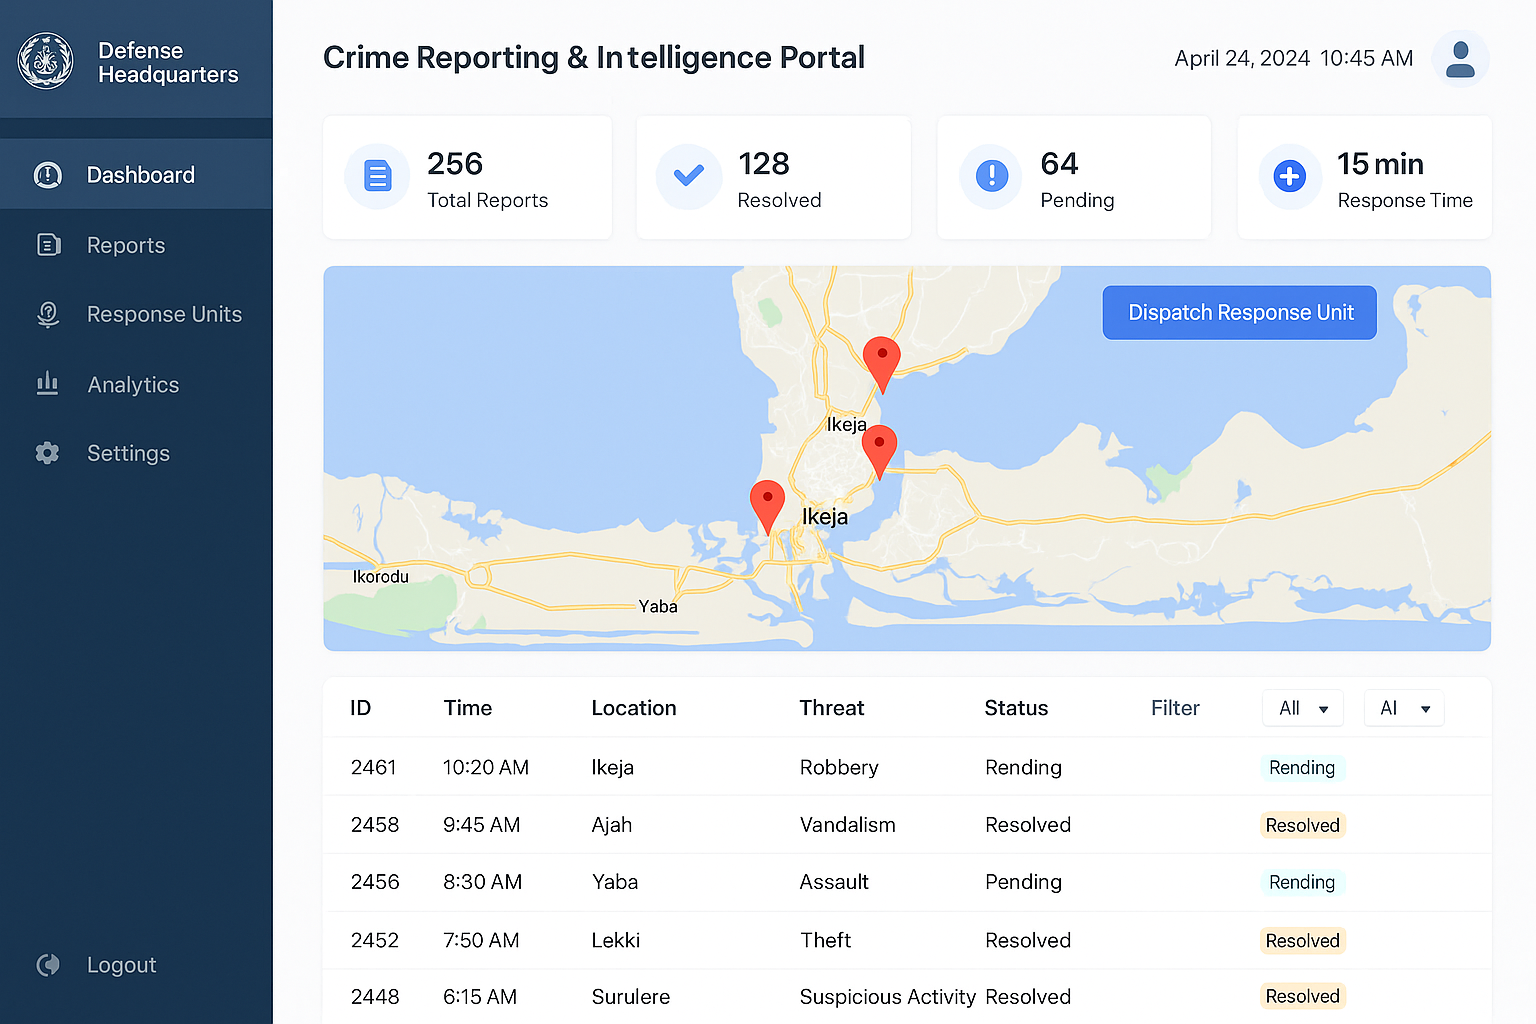 Defense
Headquarters
Dashboard
Reports
Response Units
Analytics
Settings
Logout
Crime Reporting & Intelligence Portal
April 24, 2024 10:45 AM
256
Total Reports
128
Resolved
64
Pending
15 min
Response Time
Dispatch Response Unit
Ikeja
Ikeja
Ikorodu
Yaba
ID Time Location Threat Status Filter All AI
2461 10:20 AM Ikeja Robbery Rending Rending
2458 9:45 AM Ajah Vandalism Resolved Resolved
2456 8:30 AM Yaba Assault Pending Rending
2452 7:50 AM Lekki Theft Resolved Resolved
2448 6:15 AM Surulere Suspicious Activity Resolved Resolved